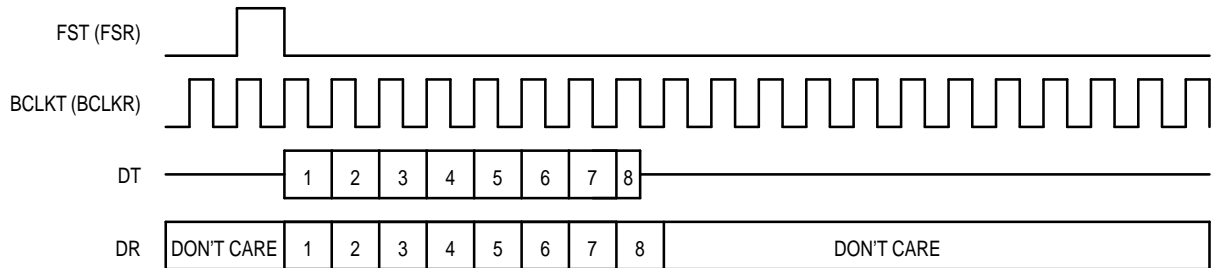 FST (FSR)
BCLKT (BCLKR)
DT 1 2 3 4 5 6 7 8
DR DON'T CARE 1 2 3 4 5 6 7 8 DON'T CARE